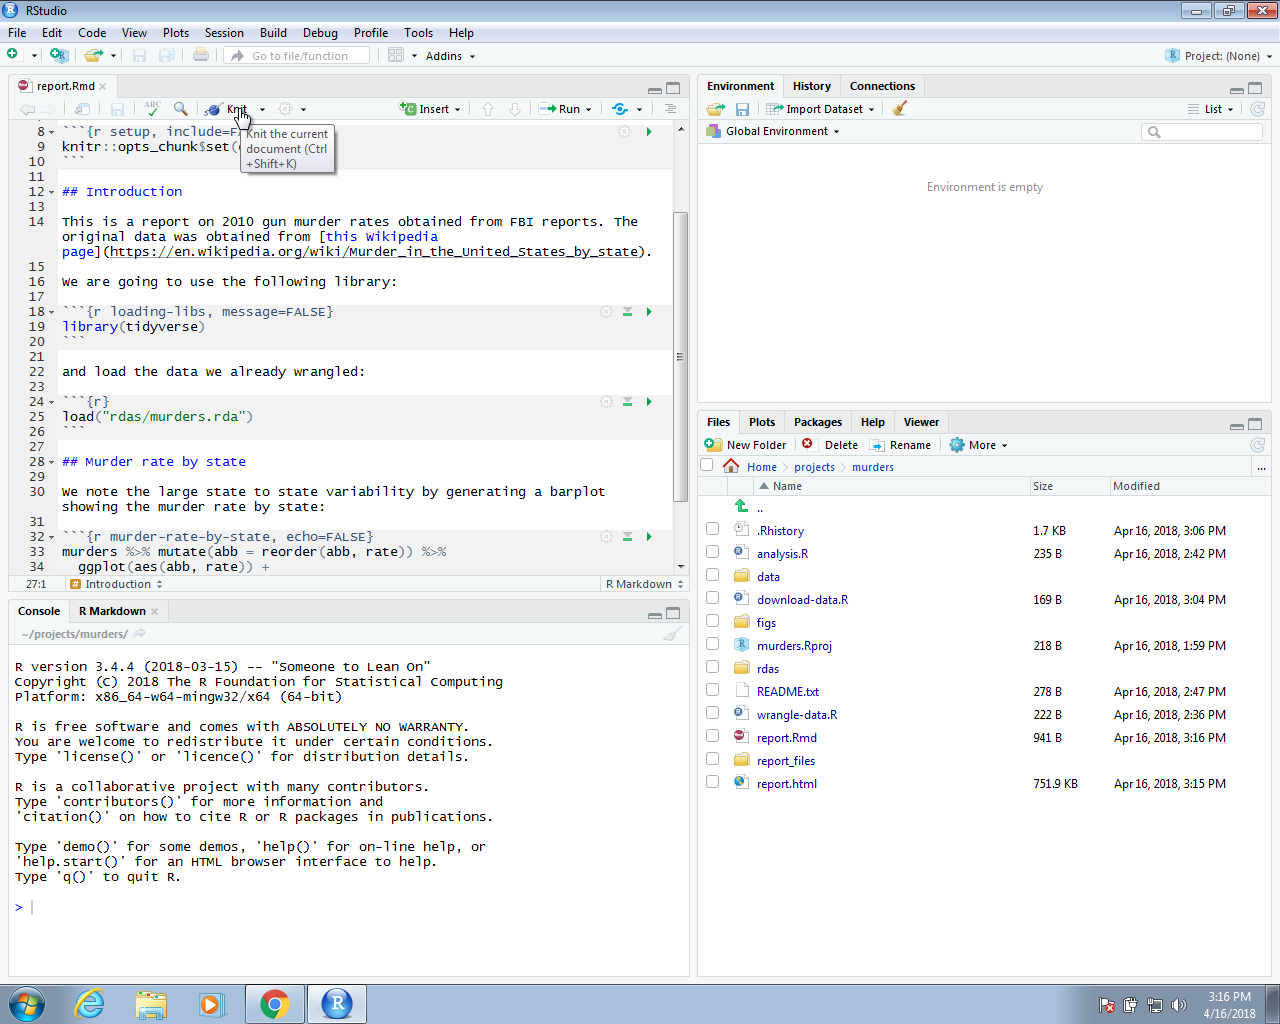 RStudio
File Edit Code View Plots Session Build Debug Profile Tools Help
Go to file/function Addins Project: (None)
report.Rmd
ABC Knit Insert Run
Knit the current
document (Ctrl
+Shift+K)
8 ```{r setup, include=FA
9 knitr::opts_chunk$set(
10 ```
11
12 ## Introduction
13
14 This is a report on 2010 gun murder rates obtained from FBI reports. The
original data was obtained from [this Wikipedia
page](https://en.wikipedia.org/wiki/Murder_in_the_United_States_by_state).
15
16 We are going to use the following library:
17
18 ```{r loading-libs, message=FALSE}
19 library(tidyverse)
20 ```
21
22 and load the data we already wrangled:
23
24 ```{r}
25 load("rdas/murders.rda")
26 ```
27
28 ## Murder rate by state
29
30 We note the large state to state variability by generating a barplot
showing the murder rate by state:
31
32 ```{r murder-rate-by-state, echo=FALSE}
33 murders %>% mutate(abb = reorder(abb, rate)) %>%
34 ggplot(aes(abb, rate)) +
27:1 # Introduction R Markdown
Console R Markdown
~/projects/murders/
R version 3.4.4 (2018-03-15) -- "Someone to Lean On"
Copyright (C) 2018 The R Foundation for Statistical Computing
Platform: x86_64-w64-mingw32/x64 (64-bit)
R is free software and comes with ABSOLUTELY NO WARRANTY.
You are welcome to redistribute it under certain conditions.
Type 'license()' or 'licence()' for distribution details.
R is a collaborative project with many contributors.
Type 'contributors()' for more information and
'citation()' on how to cite R or R packages in publications.
Type 'demo()' for some demos, 'help()' for on-line help, or
'help.start()' for an HTML browser interface to help.
Type 'q()' to quit R.
>
Environment History Connections
Import Dataset List
Global Environment
Environment is empty
Files Plots Packages Help Viewer
New Folder Delete Rename More
Home projects murders ...
Name Size Modified
..
.Rhistory 1.7 KB Apr 16, 2018, 3:06 PM
analysis.R 235 B Apr 16, 2018, 2:42 PM
data
download-data.R 169 B Apr 16, 2018, 3:04 PM
figs
murders.Rproj 218 B Apr 16, 2018, 1:59 PM
rdas
README.txt 278 B Apr 16, 2018, 2:47 PM
wrangle-data.R 222 B Apr 16, 2018, 2:36 PM
report.Rmd 941 B Apr 16, 2018, 3:16 PM
report_files
report.html 751.9 KB Apr 16, 2018, 3:15 PM
3:16 PM
4/16/2018